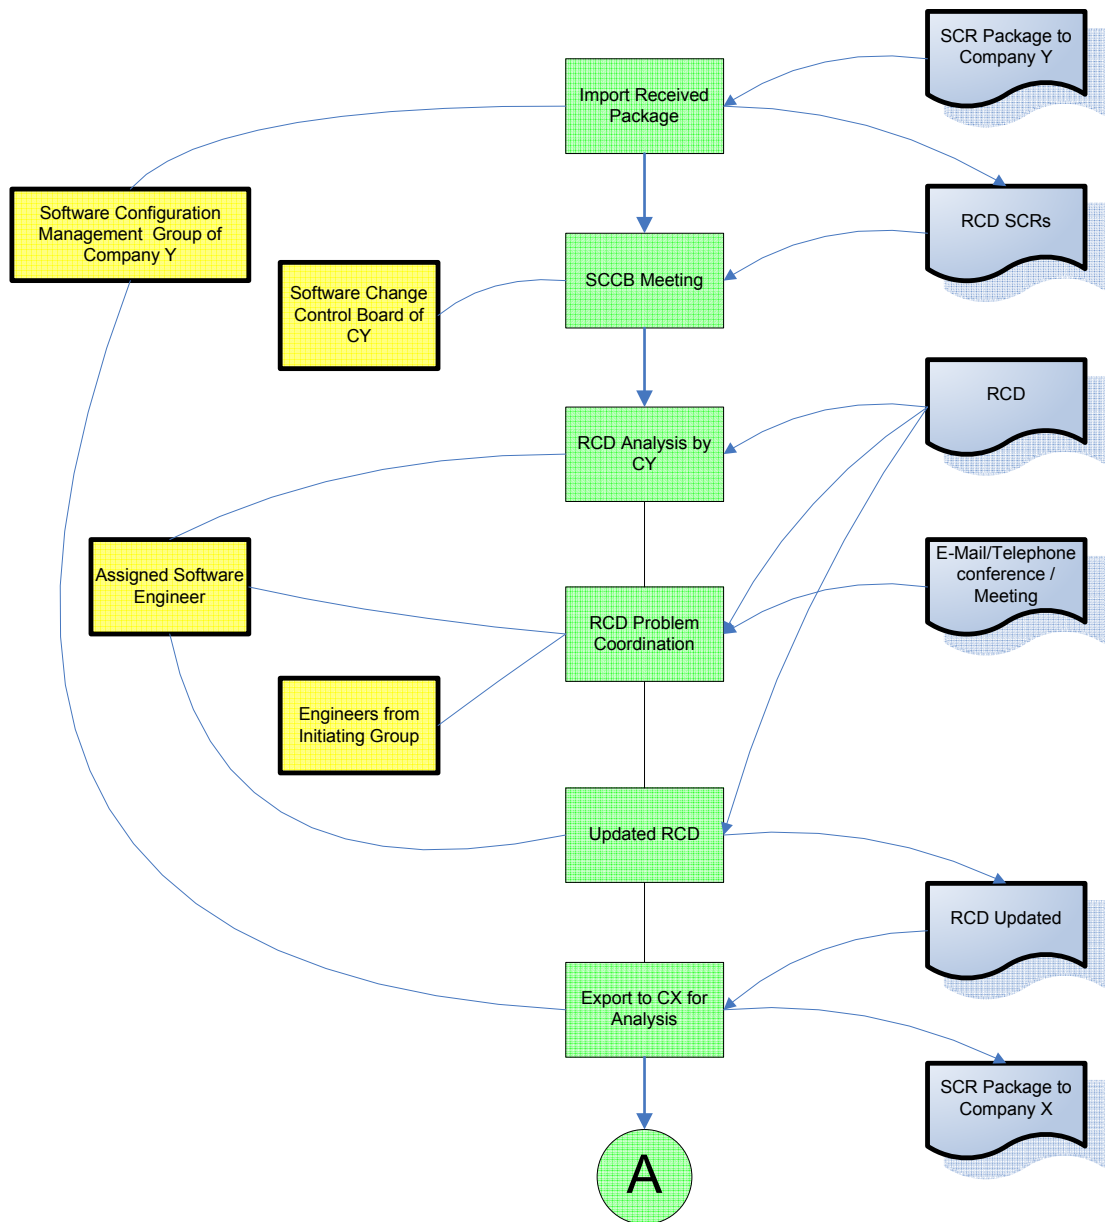 SCR Package to
Company Y
Import Received
Package
Software Configuration
Management  Group of
Company Y
RCD SCRs
SCCB Meeting
Software Change
Control Board of
CY
RCD
RCD Analysis by
CY
E-Mail/Telephone
conference /
Meeting
Assigned Software
Engineer
RCD Problem
Coordination
Engineers from
Initiating Group
Updated RCD
RCD Updated
Export to CX for
Analysis
SCR Package to
Company X
A